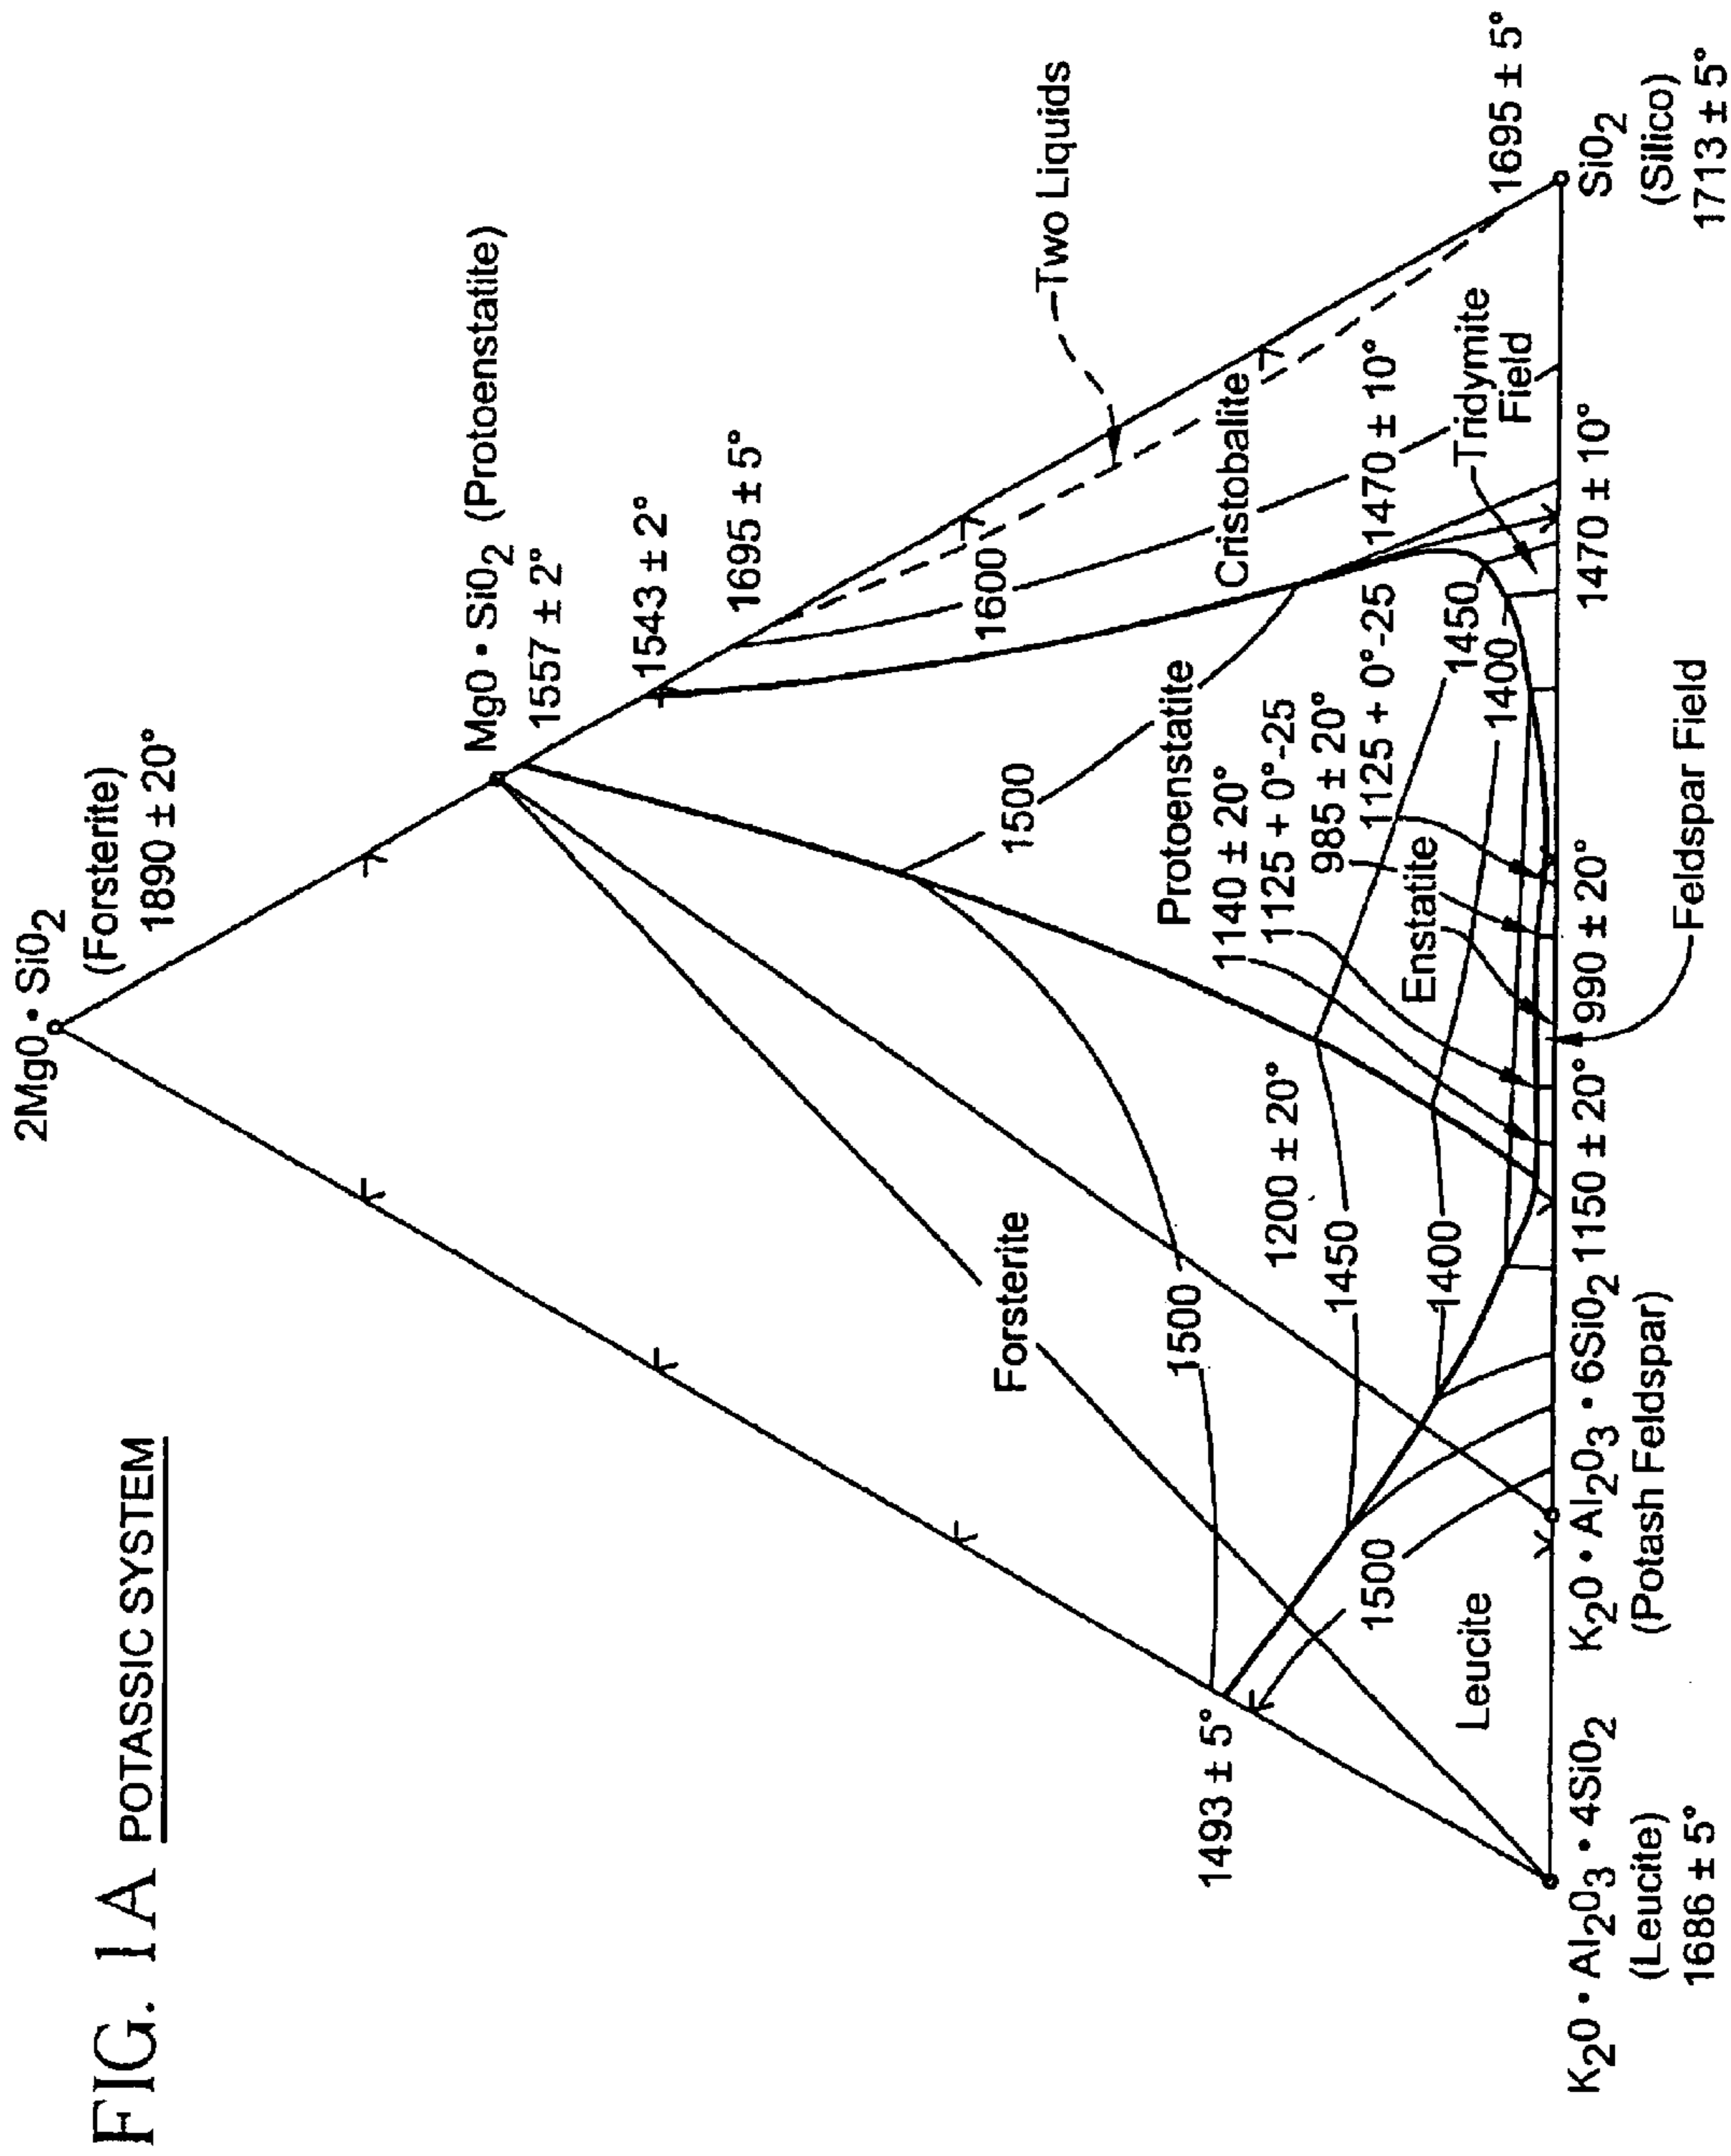 FIG. 1A POTASSIC SYSTEM
2MgO • SiO2
(Forsterite)
1890 ± 20°
MgO • SiO2 (Protoenstatite)
1557 ± 2°
1543 ± 2°
1695 ± 5°
Two Liquids
1600
Cristobalite
1470 ± 10°
Tridymite
Field
1695 ± 5°
SiO2
(Silico)
1713 ± 5°
Forsterite
1500
1500
Protoenstatite
1140 ± 20°
1125 + 0°-25
985 ± 20°
1125 + 0°-25
Enstatite
1450
1400
1200 ± 20°
1450
1400
1493 ± 5°
1500
Leucite
K2O • Al2O3 • 4SiO2
(Leucite)
1686 ± 5°
K2O • Al2O3 • 6SiO2
(Potash Feldspar)
1150 ± 20°
990 ± 20°
1470 ± 10°
Feldspar Field